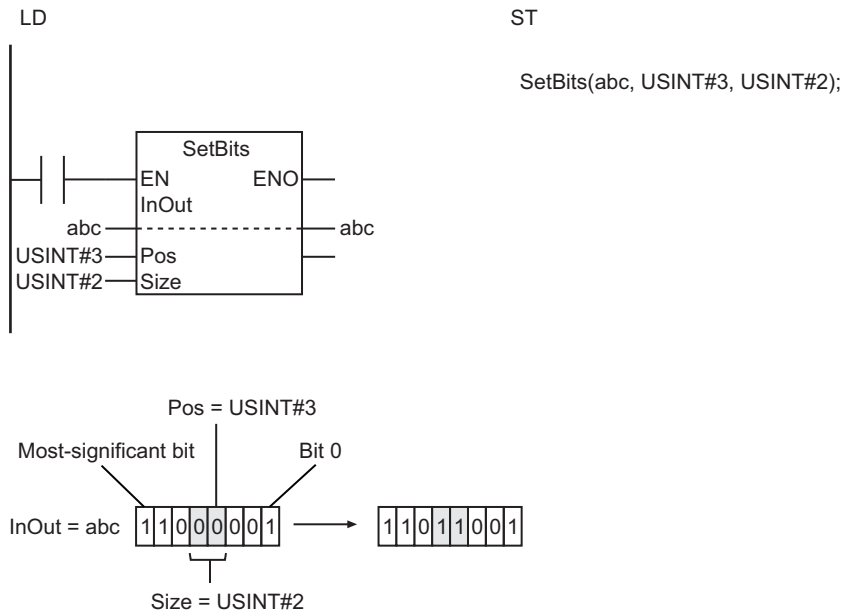 LD
ST
SetBits(abc, USINT#3, USINT#2);
SetBits
EN ENO
InOut
abc abc
USINT#3 Pos
USINT#2 Size
Pos = USINT#3
Most-significant bit Bit 0
InOut = abc 1 1 0 0 0 0 0 1 1 1 0 1 1 0 0 1
Size = USINT#2